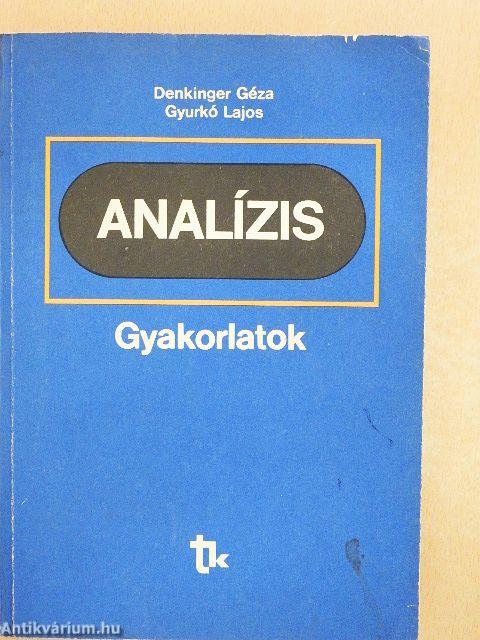 Denkinger Géza
Gyurkó Lajos
ANALÍZIS
Gyakorlatok
tk
Antikvárium.hu